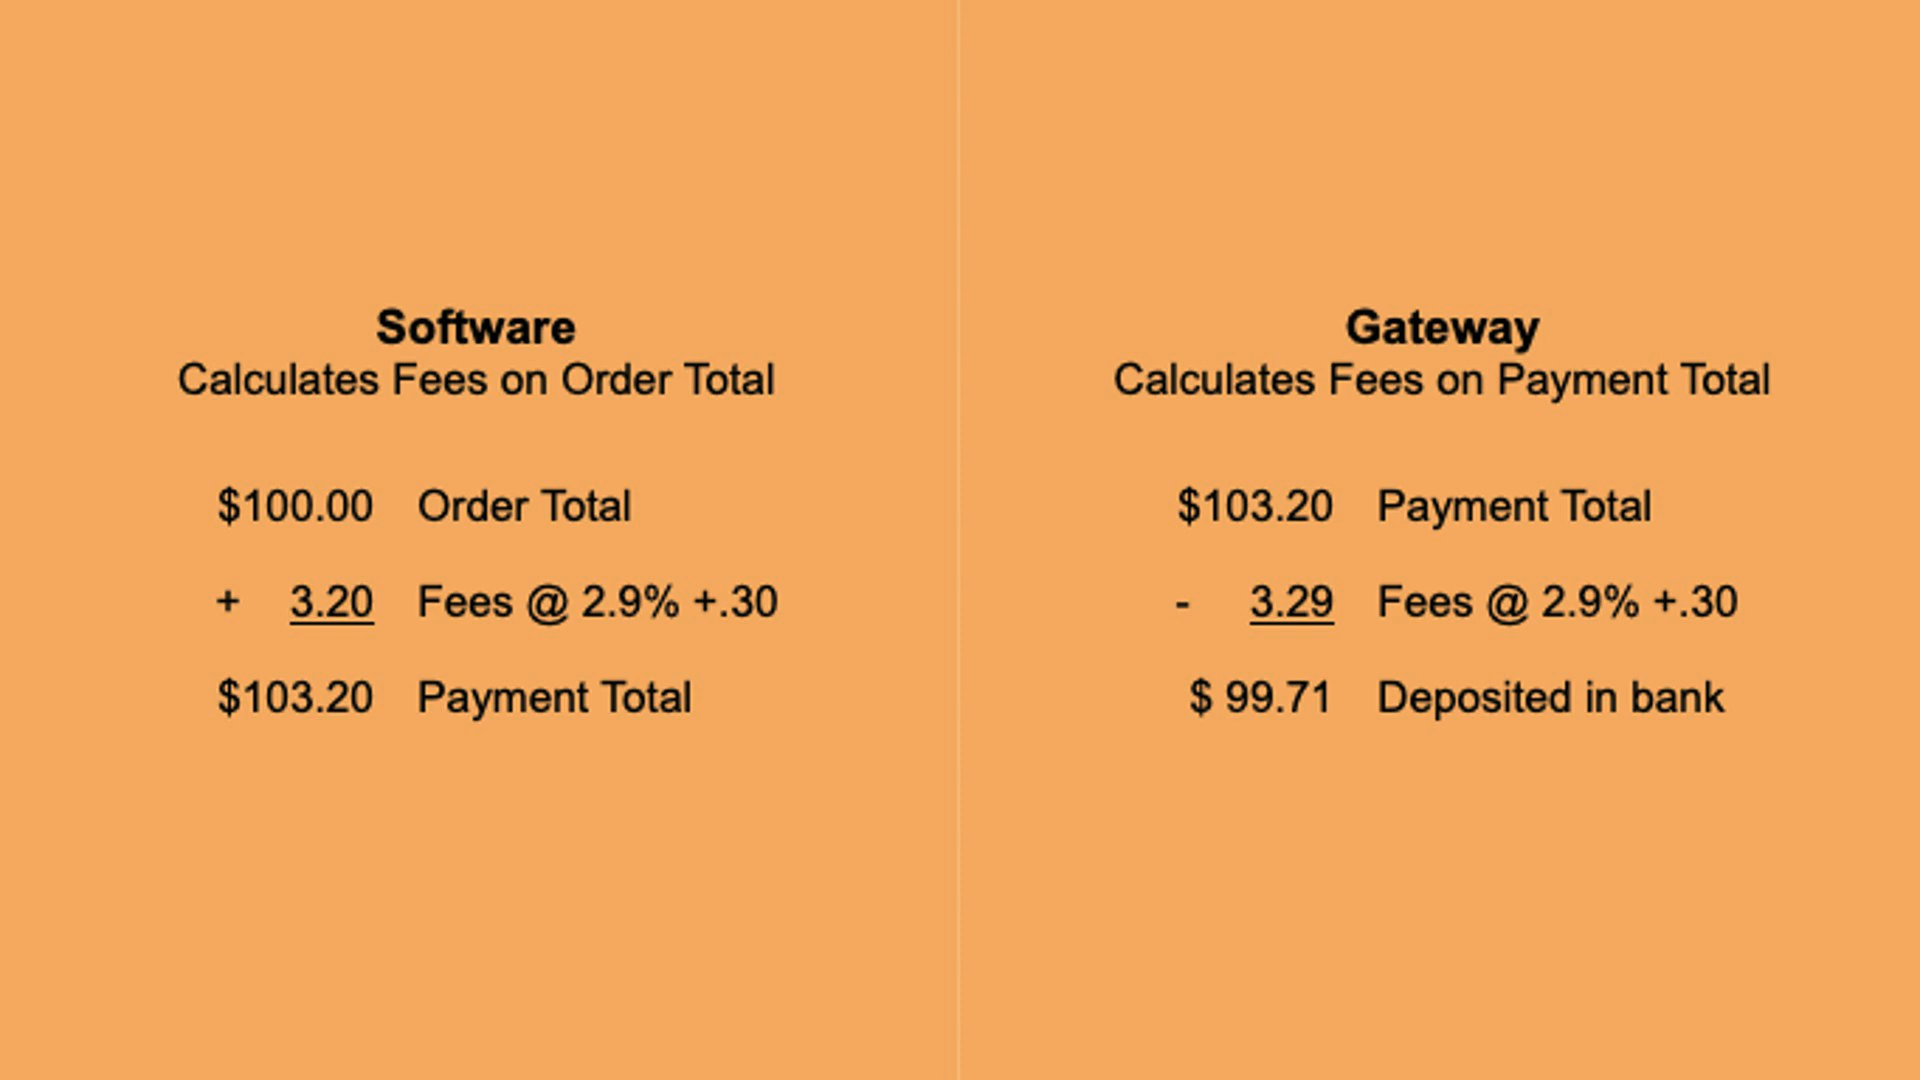 Software
Calculates Fees on Order Total
$100.00 Order Total
+ 3.20 Fees @ 2.9% +.30
$103.20 Payment Total
Gateway
Calculates Fees on Payment Total
$103.20 Payment Total
- 3.29 Fees @ 2.9% +.30
$ 99.71 Deposited in bank